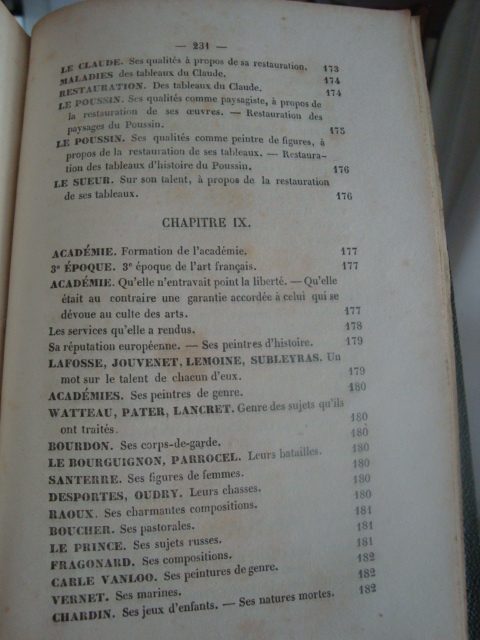 — 231 —
LE CLAUDE. Ses qualités à propos de sa restauration. 173
MALADIES des tableaux du Claude. 174
RESTAURATION. Des tableaux du Claude. 174
LE POUSSIN. Ses qualités comme paysagiste, à propos de
la restauration de ses œuvres. — Restauration des
paysages du Poussin. 175
LE POUSSIN. Ses qualités comme peintre de figures, à
propos de la restauration de ses tableaux. — Restaura-
tion des tableaux d'histoire du Poussin. 176
LE SUEUR. Sur son talent, à propos de la restauration
de ses tableaux. 176
CHAPITRE IX.
ACADÉMIE. Formation de l'académie. 177
3e ÉPOQUE. 3e époque de l'art français. 177
ACADÉMIE. Qu'elle n'entravait point la liberté. — Qu'elle
était au contraire une garantie accordée à celui qui se
dévoue au culte des arts. 177
Les services qu'elle a rendus. 178
Sa réputation européenne. — Ses peintres d'histoire. 179
LAFOSSE, JOUVENET, LEMOINE, SUBLEYRAS. Un
mot sur le talent de chacun d'eux. 179
ACADÉMIES. Ses peintres de genre. 180
WATTEAU, PATER, LANCRET. Genre des sujets qu'ils
ont traités. 180
BOURDON. Ses corps-de-garde. 180
LE BOURGUIGNON, PARROCEL. Leurs batailles. 180
SANTERRE. Ses figures de femmes. 180
DESPORTES, OUDRY. Leurs chasses. 180
RAOUX. Ses charmantes compositions. 181
BOUCHER. Ses pastorales. 181
LE PRINCE. Ses sujets russes. 181
FRAGONARD. Ses compositions. 182
CARLE VANLOO. Ses peintures de genre. 182
VERNET. Ses marines. 182
CHARDIN. Ses jeux d'enfants. — Ses natures mortes.